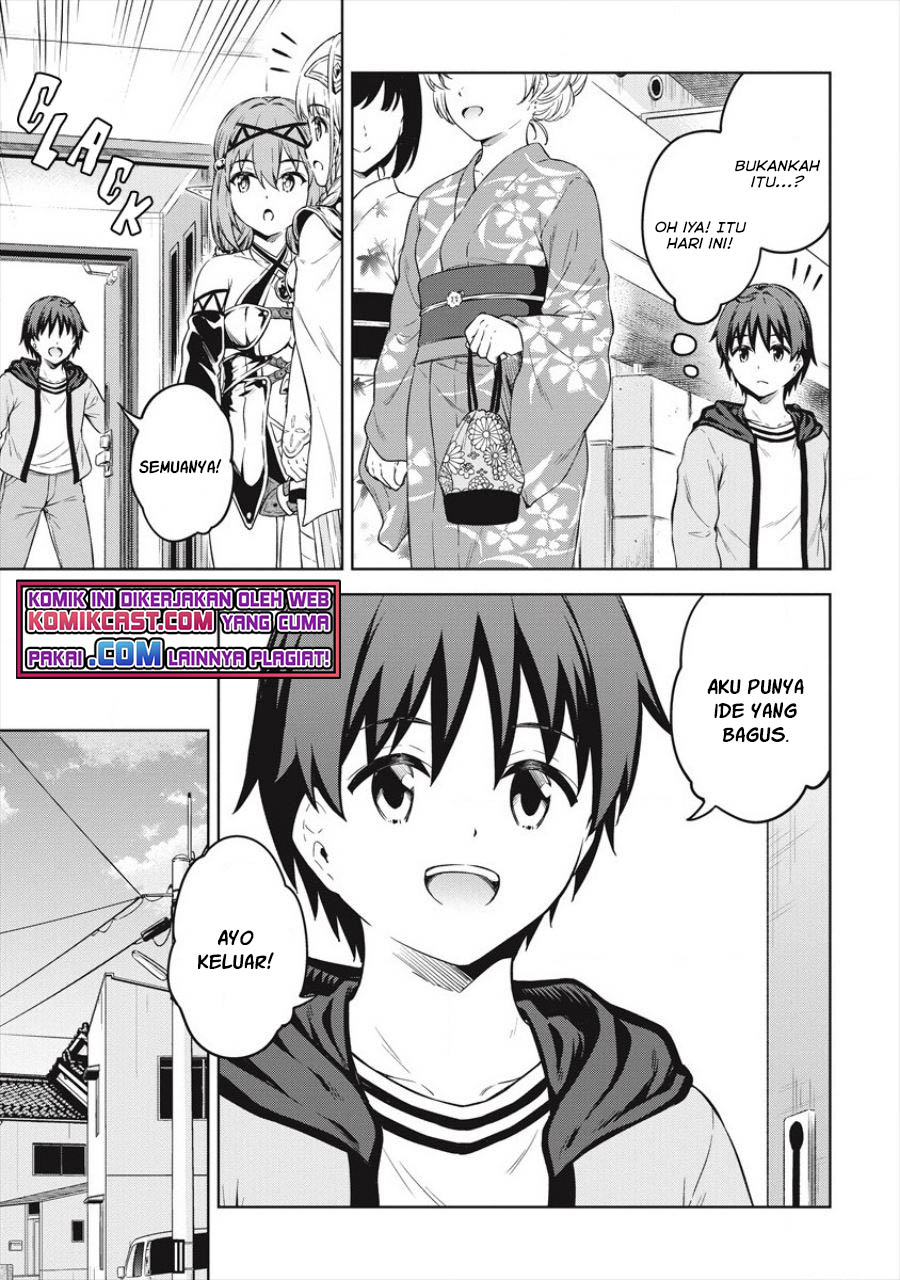 BUKANKAH
ITU...?
OH IYA! ITU
HARI INI!
CLACK
SEMUANYA!
KOMIK INI DIKERJAKAN OLEH WEB
KOMIKCAST.COM YANG CUMA
PAKAI .COM LAINNYA PLAGIAT!
AKU PUNYA
IDE YANG
BAGUS.
AYO
KELUAR!